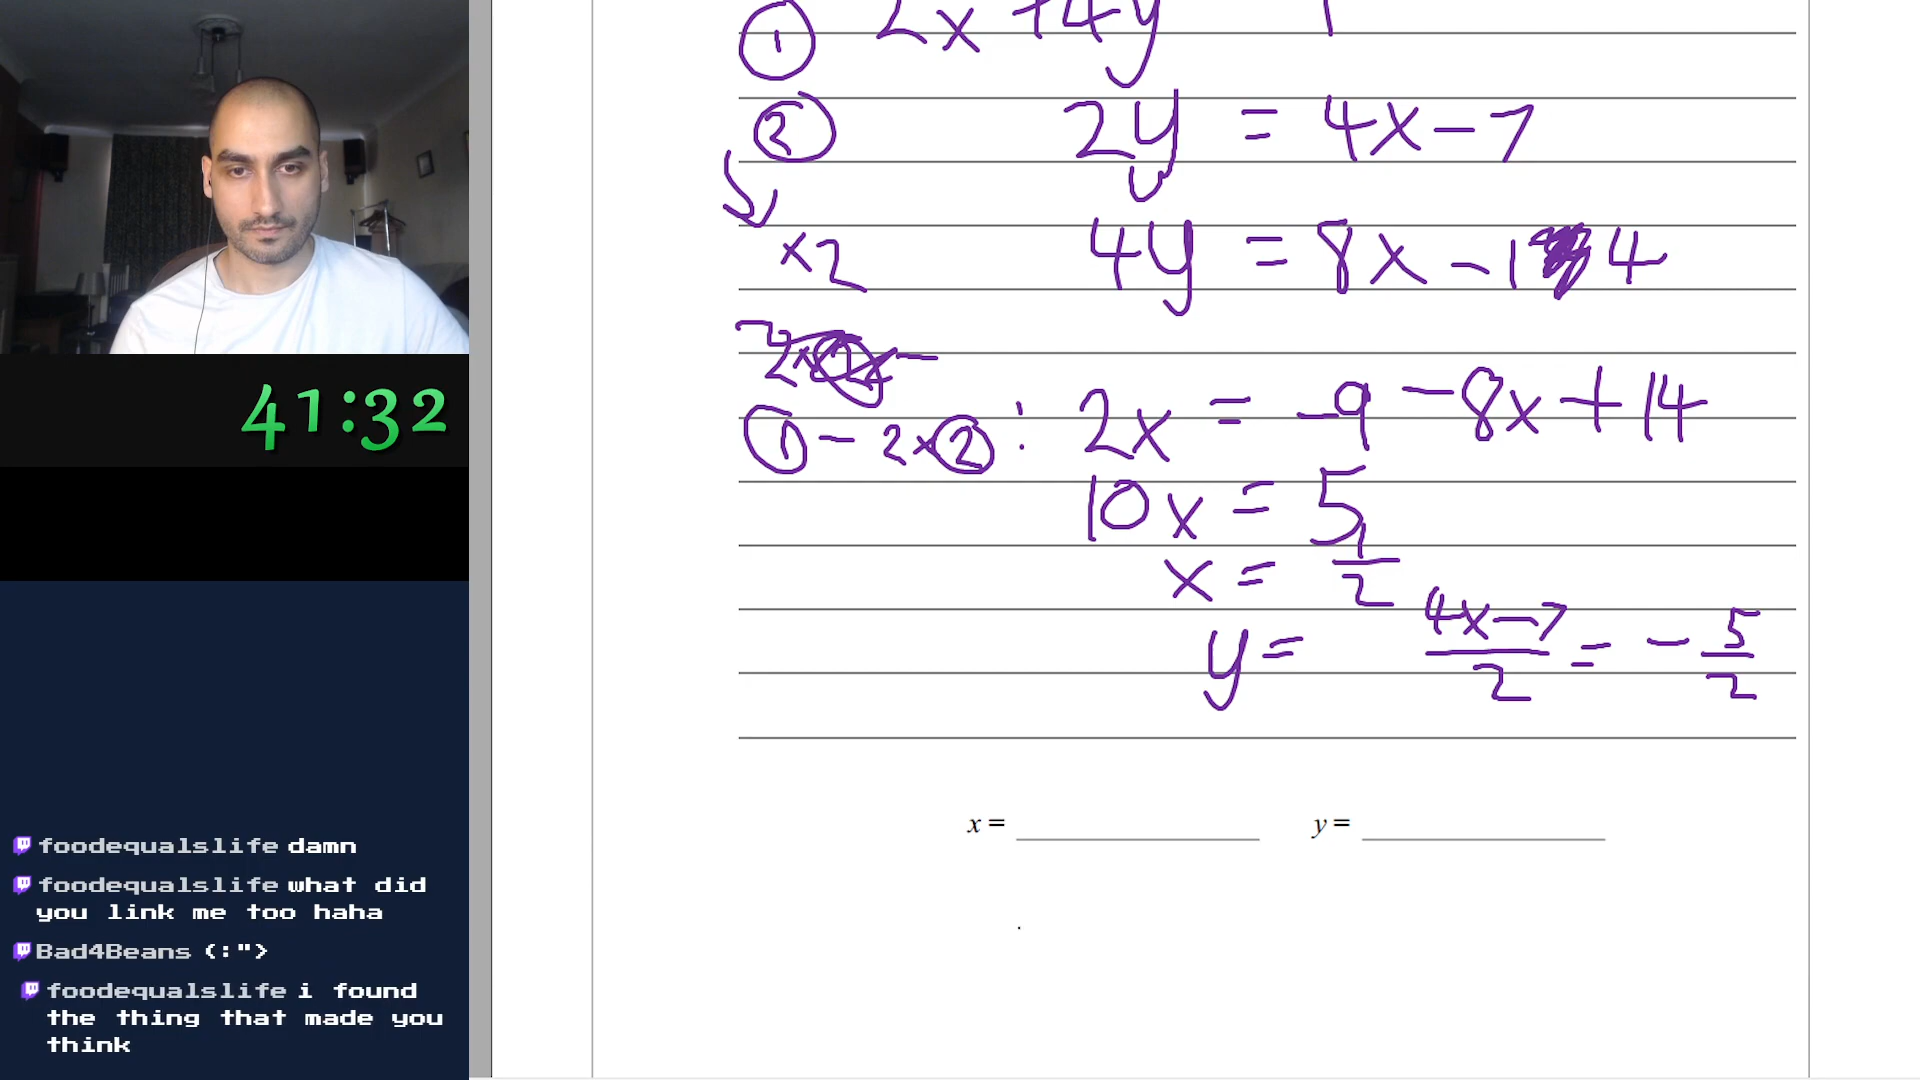 41:32
foodequalslife damn
foodequalslife what did
you link me too haha
Bad4Beans (:">
foodequalslife i found
the thing that made you
think
① 2x + 4y
② 2y = 4x - 7
×2 4y = 8x - 14
① - 2×② : 2x = -9 - 8x + 14
10x = 5
x = 1/2
y = (4x-7)/2 = -5/2
x = y =